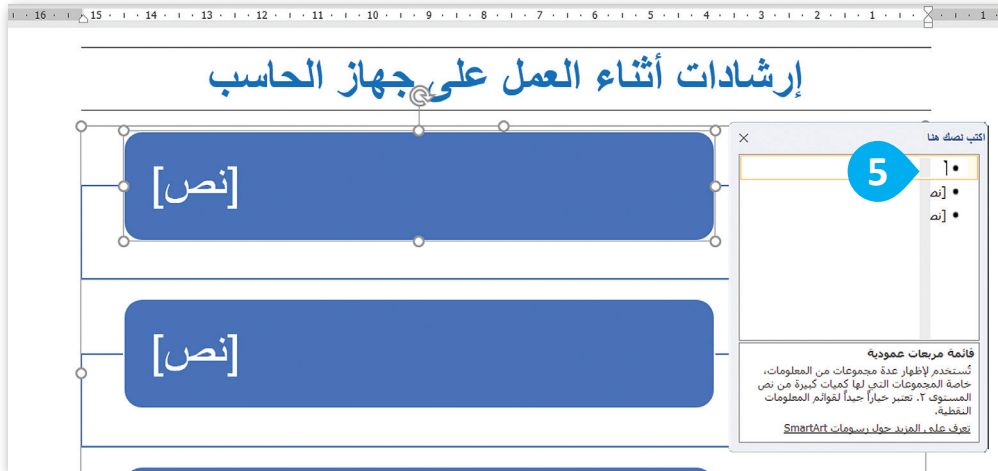 1 · 16 · 15 · 14 · 13 · 12 · 11 · 10 · 9 · 8 · 7 · 6 · 5 · 4 · 3 · 2 · 1 · 1
إرشادات أثناء العمل على جهاز الحاسب
اكتب نصك هنا
5
[نص]
[نص
[نص
[نص]
قائمة مربعات عمودية
تُستخدم لإظهار عدة مجموعات من المعلومات،
خاصة المجموعات التي لها كميات كبيرة من نص
المستوى ٢. تعتبر خياراً جيداً لقوائم المعلومات
النقطية.
تعرف على المزيد حول رسومات SmartArt